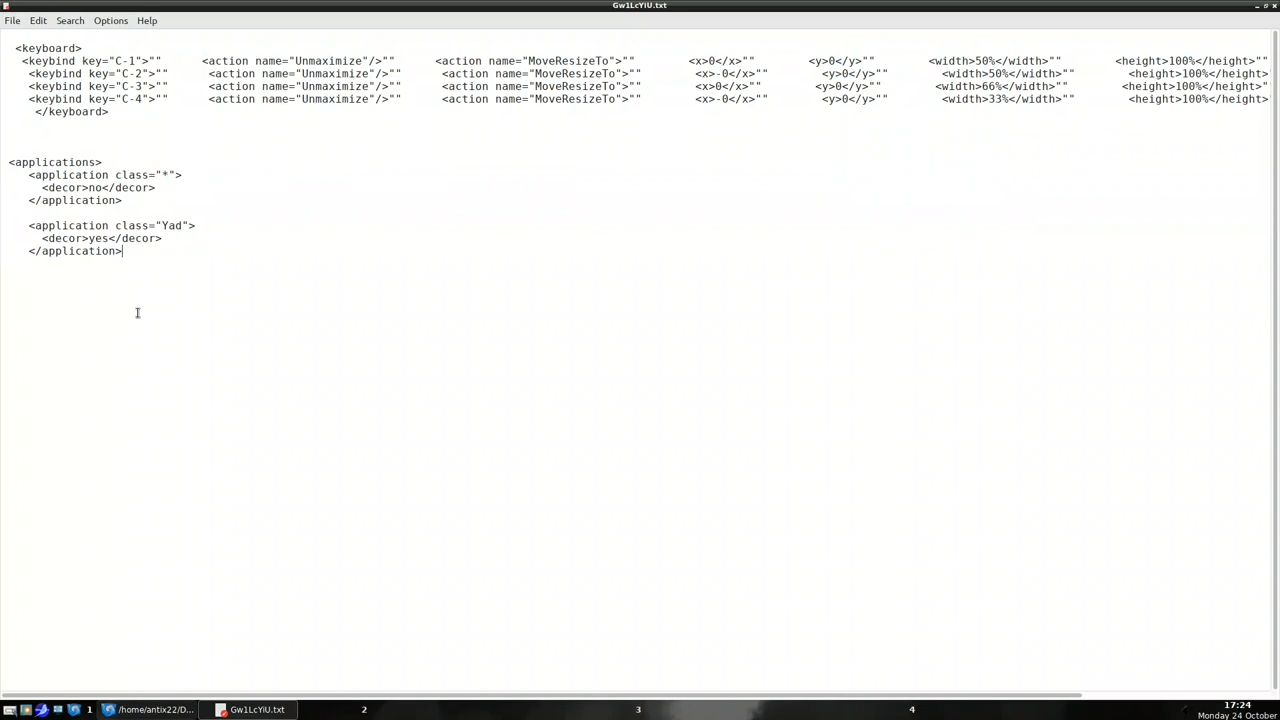 Gw1LcYiU.txt
File Edit Search Options Help
<keyboard>
<keybind key="C-1">"" <action name="Unmaximize"/>"" <action name="MoveResizeTo">"" <x>0</x>"" <y>0</y>"" <width>50%</width>"" <height>100%</height>""
<keybind key="C-2">"" <action name="Unmaximize"/>"" <action name="MoveResizeTo">"" <x>-0</x>"" <y>0</y>"" <width>50%</width>"" <height>100%</height>
<keybind key="C-3">"" <action name="Unmaximize"/>"" <action name="MoveResizeTo">"" <x>0</x>"" <y>0</y>"" <width>66%</width>"" <height>100%</height>"
<keybind key="C-4">"" <action name="Unmaximize"/>"" <action name="MoveResizeTo">"" <x>-0</x>"" <y>0</y>"" <width>33%</width>"" <height>100%</height>
</keyboard>
<applications>
<application class="*">
<decor>no</decor>
</application>
<application class="Yad">
<decor>yes</decor>
</application>
1 /home/antix22/D... Gw1LcYiU.txt 2 3 4 17:24
Monday 24 October